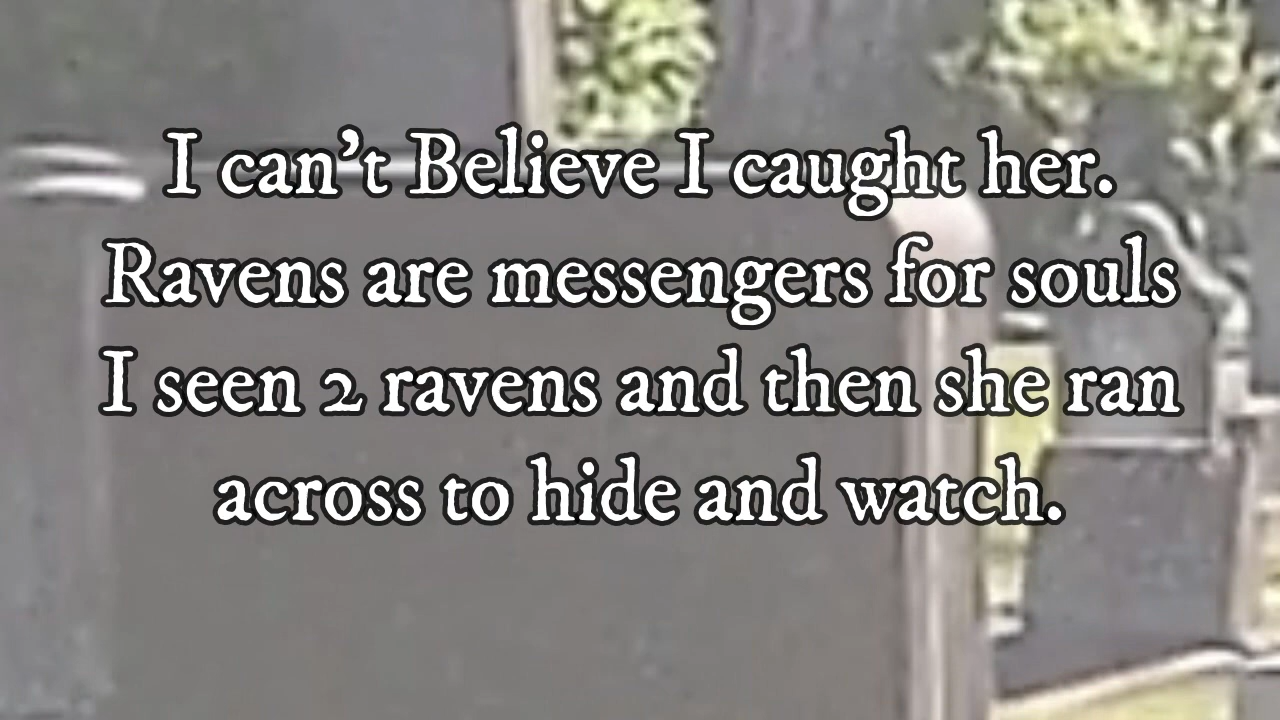 I can't Believe I caught her.
Ravens are messengers for souls
I seen 2 ravens and then she ran
across to hide and watch.